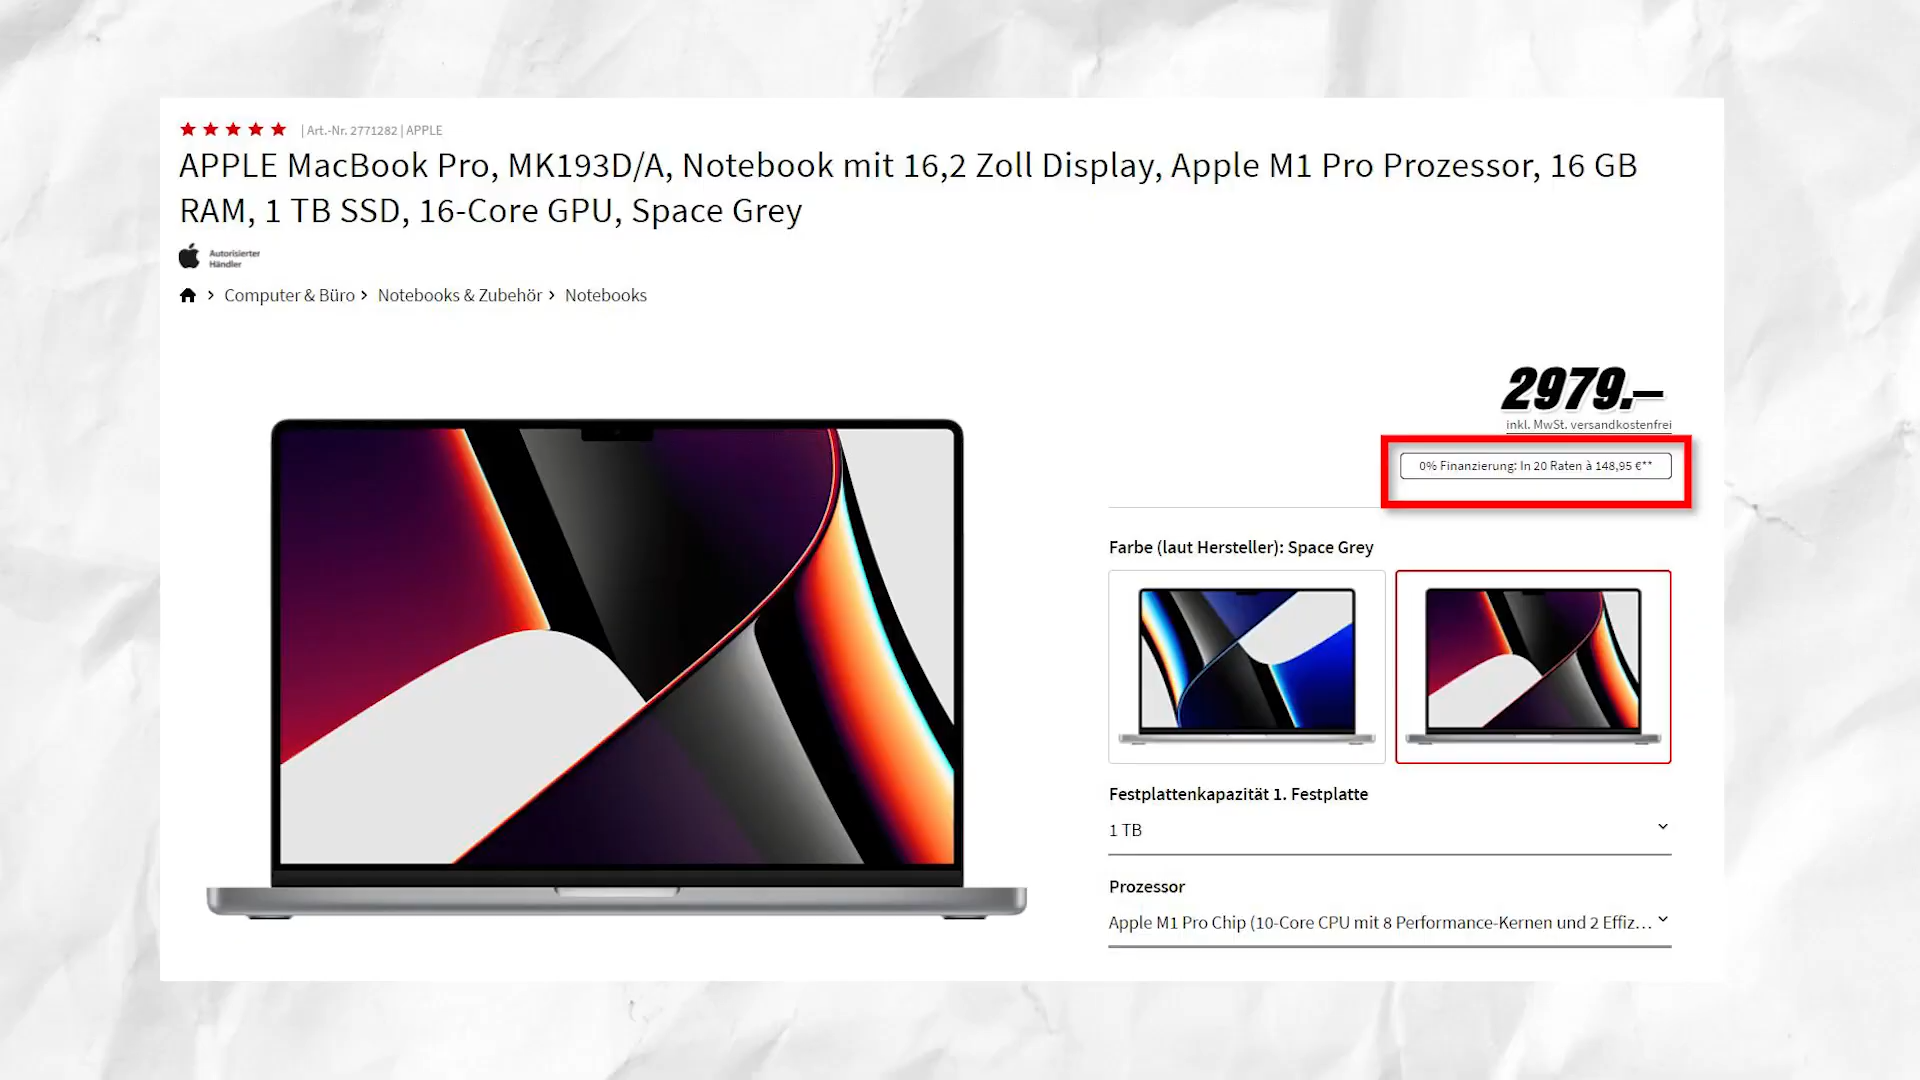 | Art.-Nr. 2771282 | APPLE
APPLE MacBook Pro, MK193D/A, Notebook mit 16,2 Zoll Display, Apple M1 Pro Prozessor, 16 GB
RAM, 1 TB SSD, 16-Core GPU, Space Grey
Autorisierter
Händler
Computer & Büro > Notebooks & Zubehör > Notebooks
2979.–
inkl. MwSt. versandkostenfrei
0% Finanzierung: In 20 Raten à 148,95 €**
Farbe (laut Hersteller): Space Grey
Festplattenkapazität 1. Festplatte
1 TB
Prozessor
Apple M1 Pro Chip (10-Core CPU mit 8 Performance-Kernen und 2 Effiz...